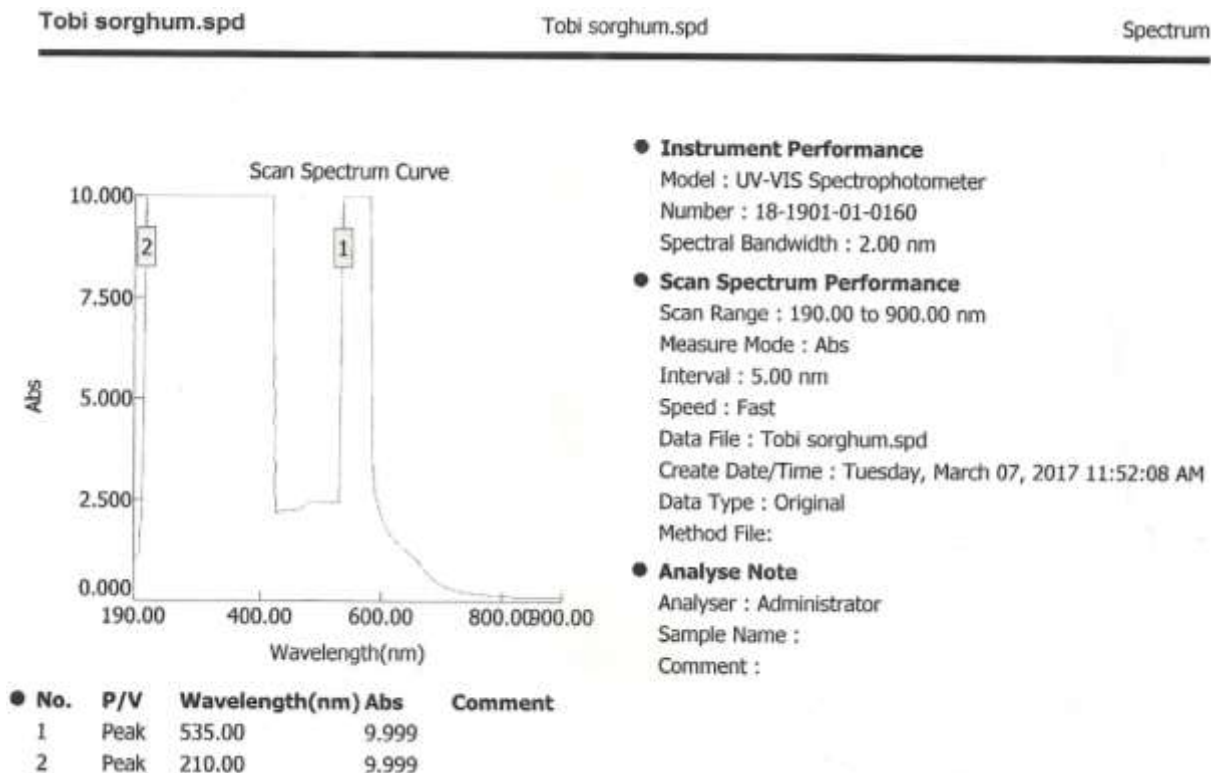 Tobi sorghum.spd Tobi sorghum.spd Spectrum
Scan Spectrum Curve
10.000
7.500
5.000
2.500
0.000
Abs
2
1
190.00 400.00 600.00 800.00 900.00
Wavelength(nm)
● No. P/V Wavelength(nm) Abs Comment
1 Peak 535.00 9.999
2 Peak 210.00 9.999
● Instrument Performance
Model : UV-VIS Spectrophotometer
Number : 18-1901-01-0160
Spectral Bandwidth : 2.00 nm
● Scan Spectrum Performance
Scan Range : 190.00 to 900.00 nm
Measure Mode : Abs
Interval : 5.00 nm
Speed : Fast
Data File : Tobi sorghum.spd
Create Date/Time : Tuesday, March 07, 2017 11:52:08 AM
Data Type : Original
Method File:
● Analyse Note
Analyser : Administrator
Sample Name :
Comment :